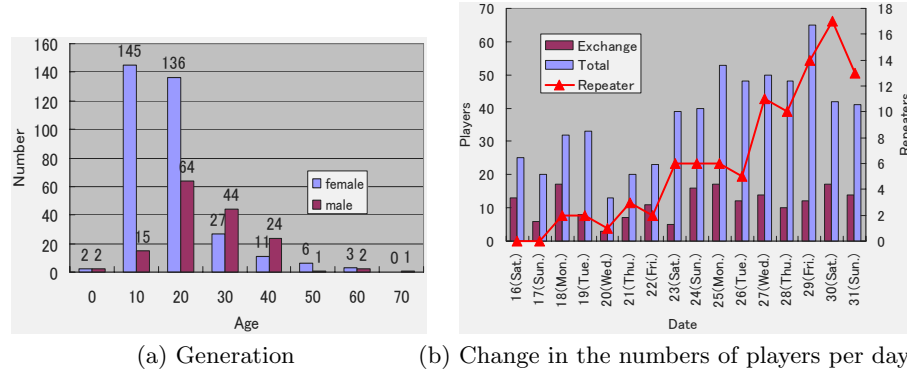 160
140
120
100
80
60
40
20
0
Number
145
136
64
44
27
24
15
11
2 2
6
1
3 2
0 1
female
male
0 10 20 30 40 50 60 70
Age
(a) Generation
70
60
50
40
30
20
10
0
Players
Exchange
Total
Repeater
18
16
14
12
10
8
6
4
2
0
Repeaters
16(Sat.)
17(Sun.)
18(Mon.)
19(Tue.)
20(Wed.)
21(Thu.)
22(Fri.)
23(Sat.)
24(Sun.)
25(Mon.)
26(Tue.)
27(Wed.)
28(Thu.)
29(Fri.)
30(Sat.)
31(Sun.)
Date
(b) Change in the numbers of players per day